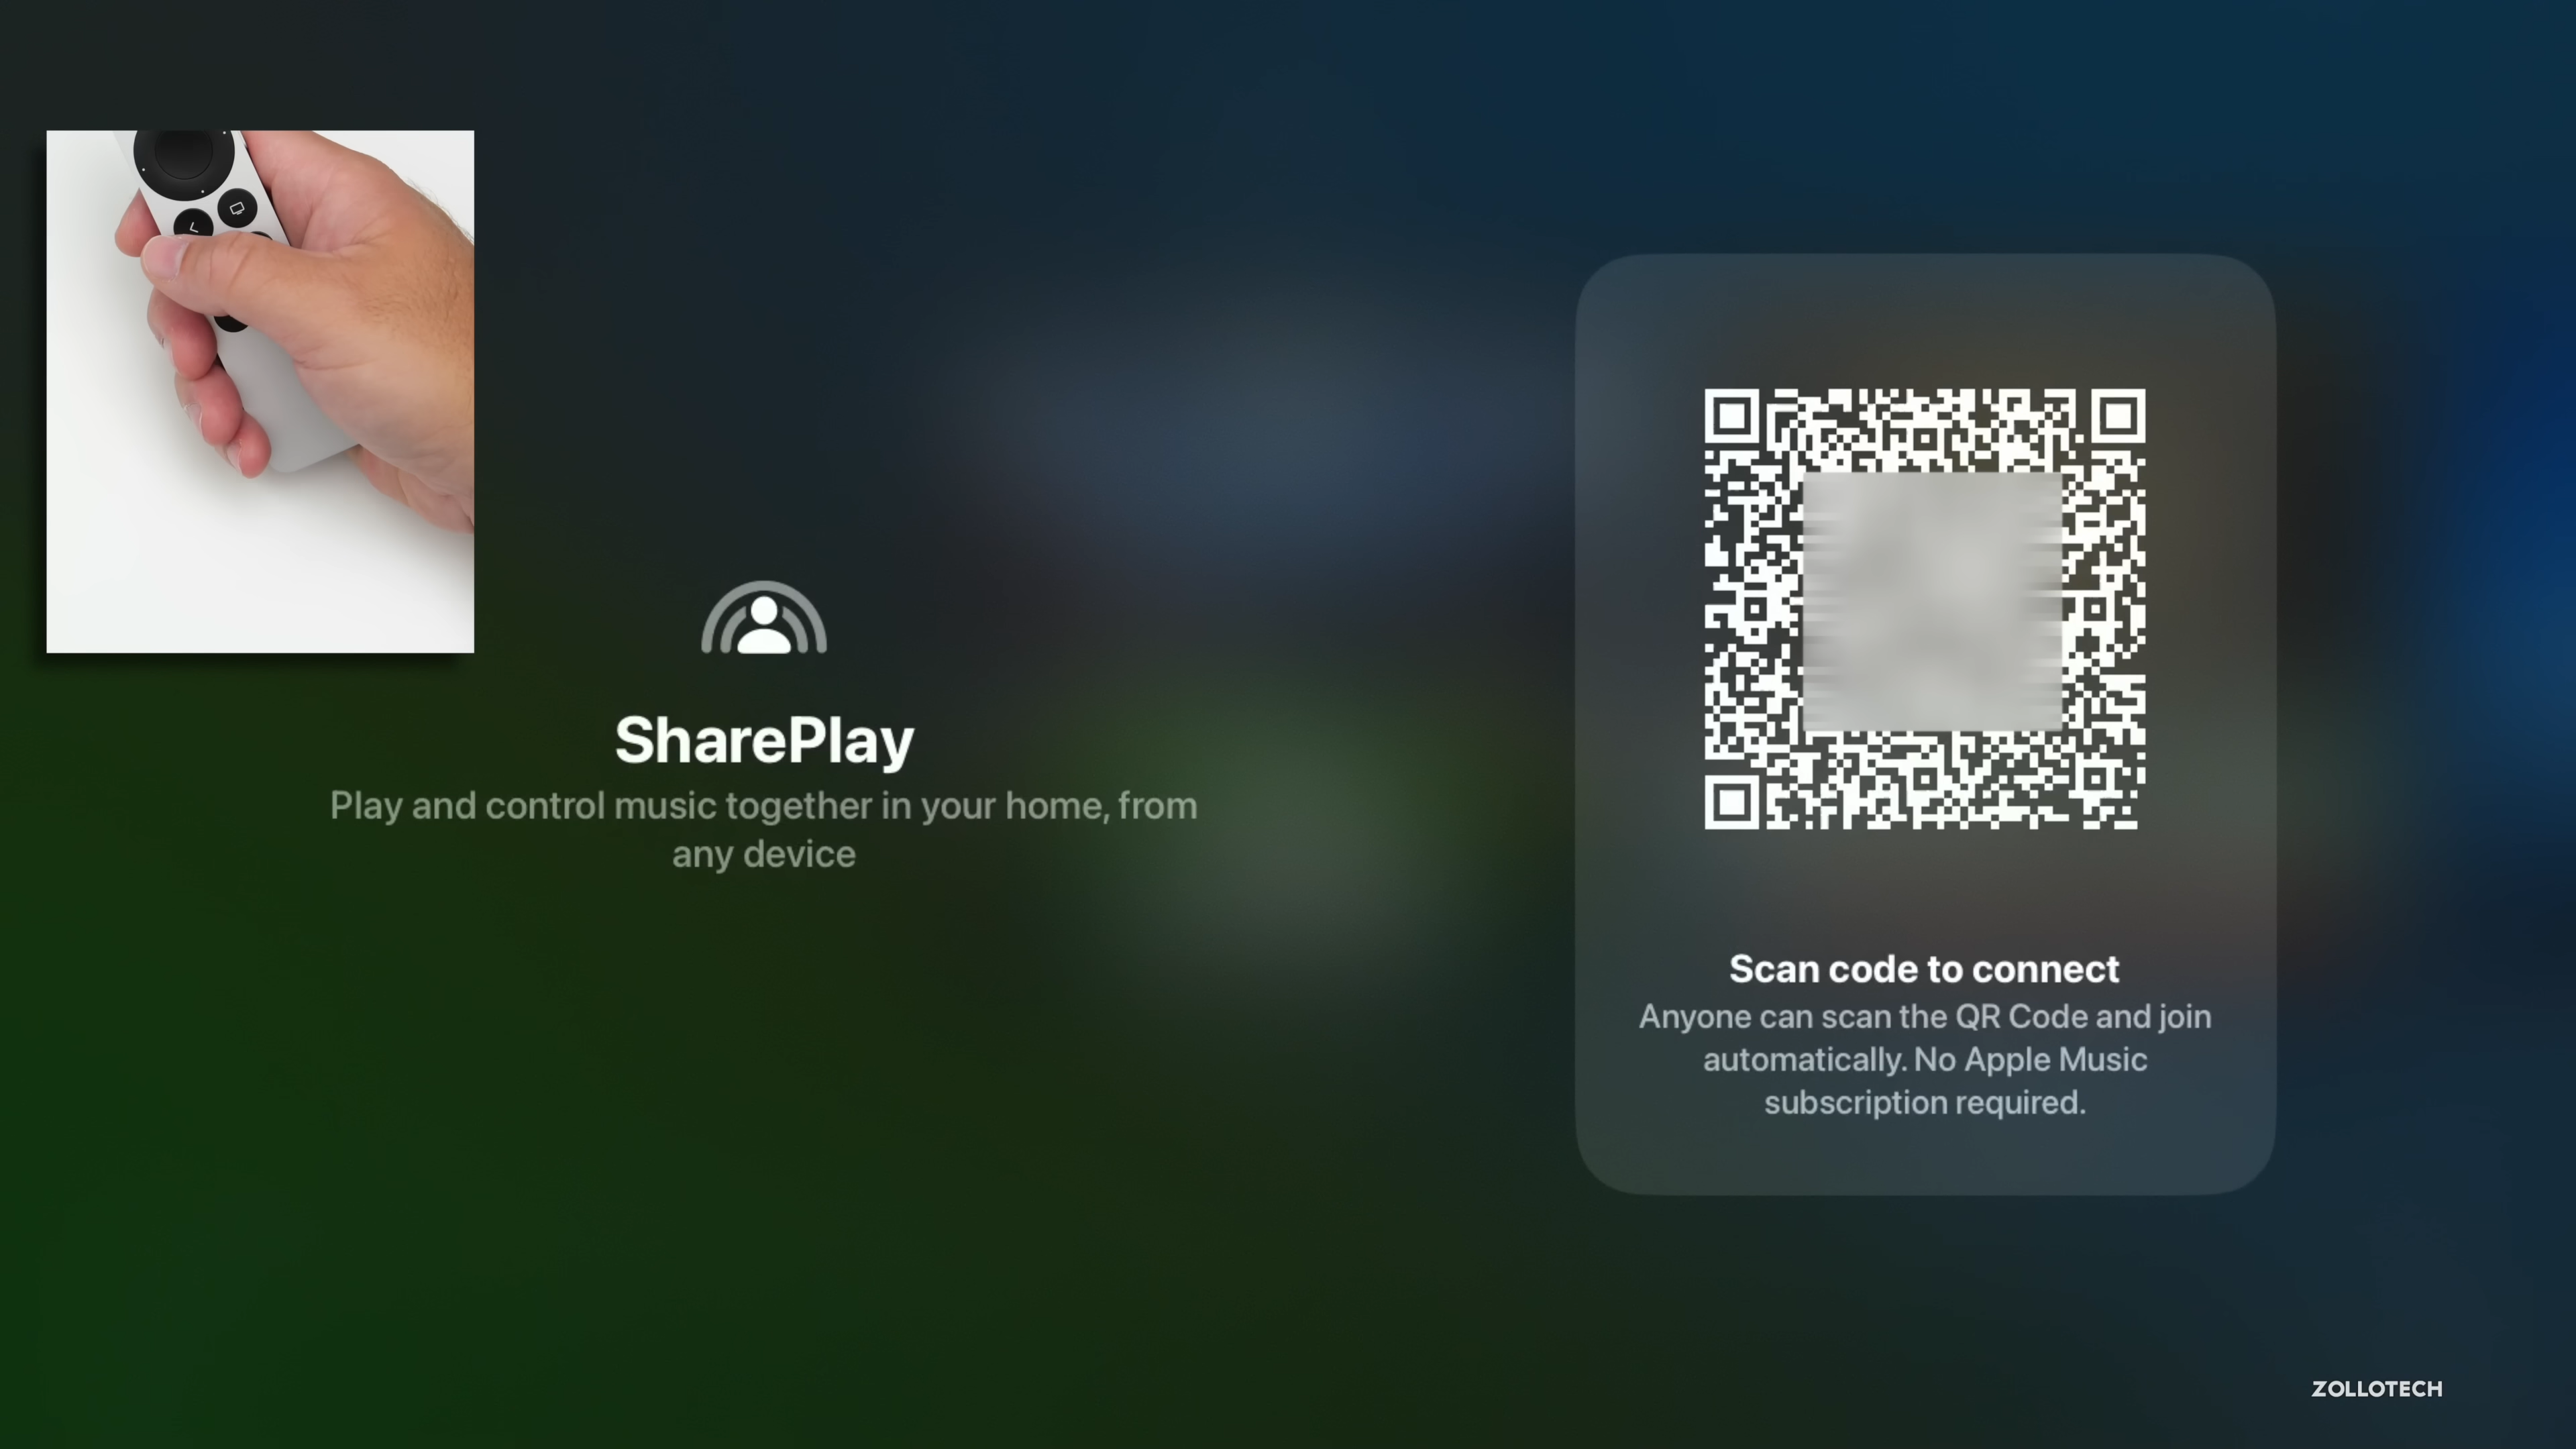 SharePlay
Play and control music together in your home, from
any device
Scan code to connect
Anyone can scan the QR Code and join
automatically. No Apple Music
subscription required.
ZOLLOTECH